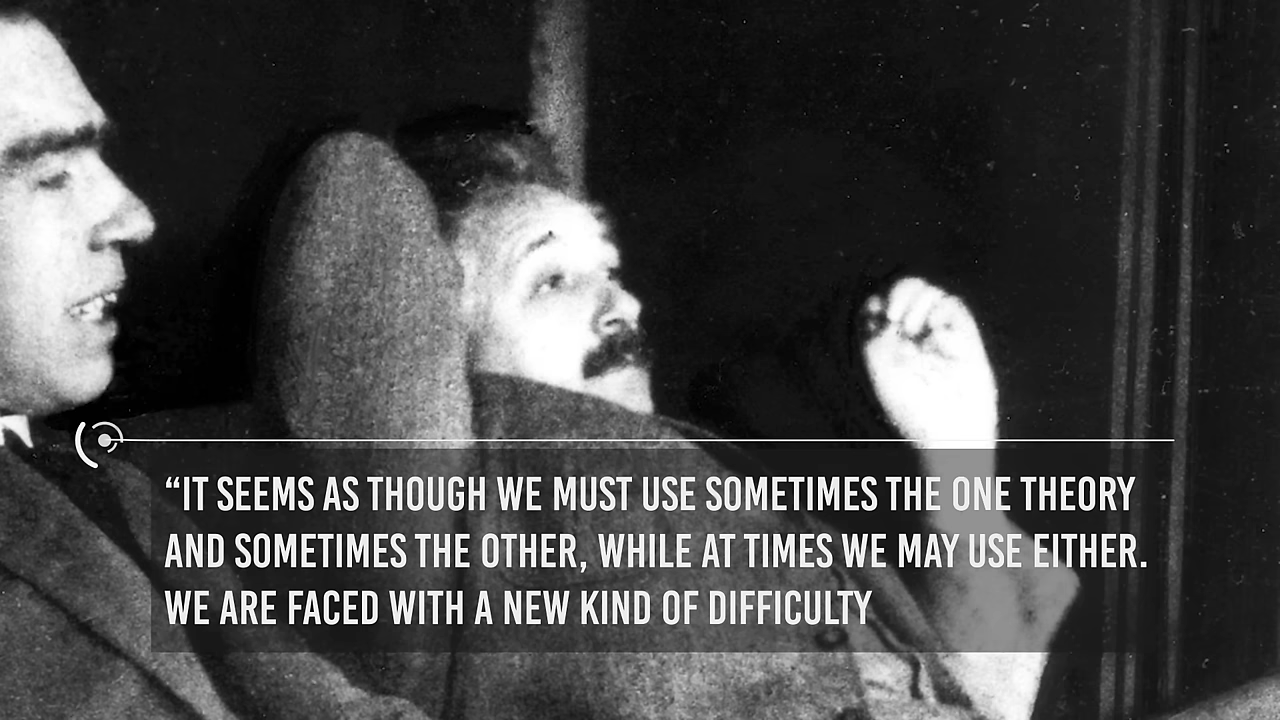 “IT SEEMS AS THOUGH WE MUST USE SOMETIMES THE ONE THEORY
AND SOMETIMES THE OTHER, WHILE AT TIMES WE MAY USE EITHER.
WE ARE FACED WITH A NEW KIND OF DIFFICULTY